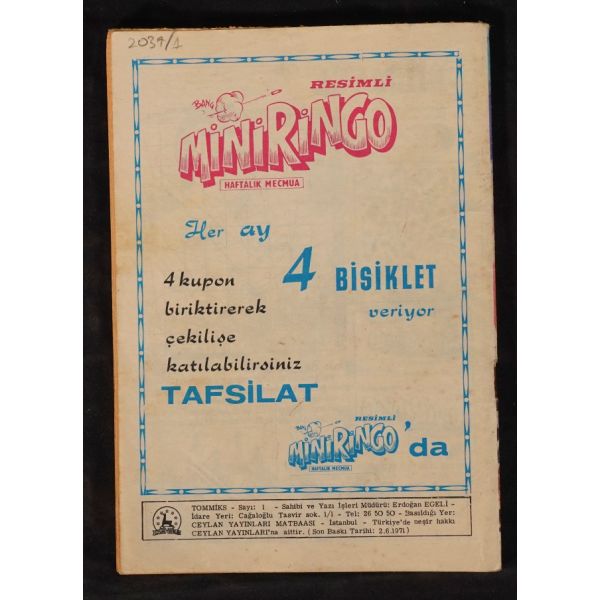 2034/1
RESİMLİ
BANG
MİNİRİNGO
HAFTALIK MECMUA
Her ay
4 kupon
biriktirerek
çekilişe
katılabilirsiniz
4 BİSİKLET
veriyor
TAFSİLAT
RESİMLİ
MİNİRİNGO'da
HAFTALIK MECMUA
TOMMİKS - Sayı: 1 - Sahibi ve Yazı İşleri Müdürü: Erdoğan EGELİ -
İdare Yeri: Cağaloğlu Tasvir sok. 1/1 - Tel: 26 50 50 - Basıldığı Yer:
CEYLAN YAYINLARI MATBAASI - İstanbul - Türkiye'de neşir hakkı
CEYLAN YAYINLARI'na aittir. (Son Baskı Tarihi: 2.6.1971)